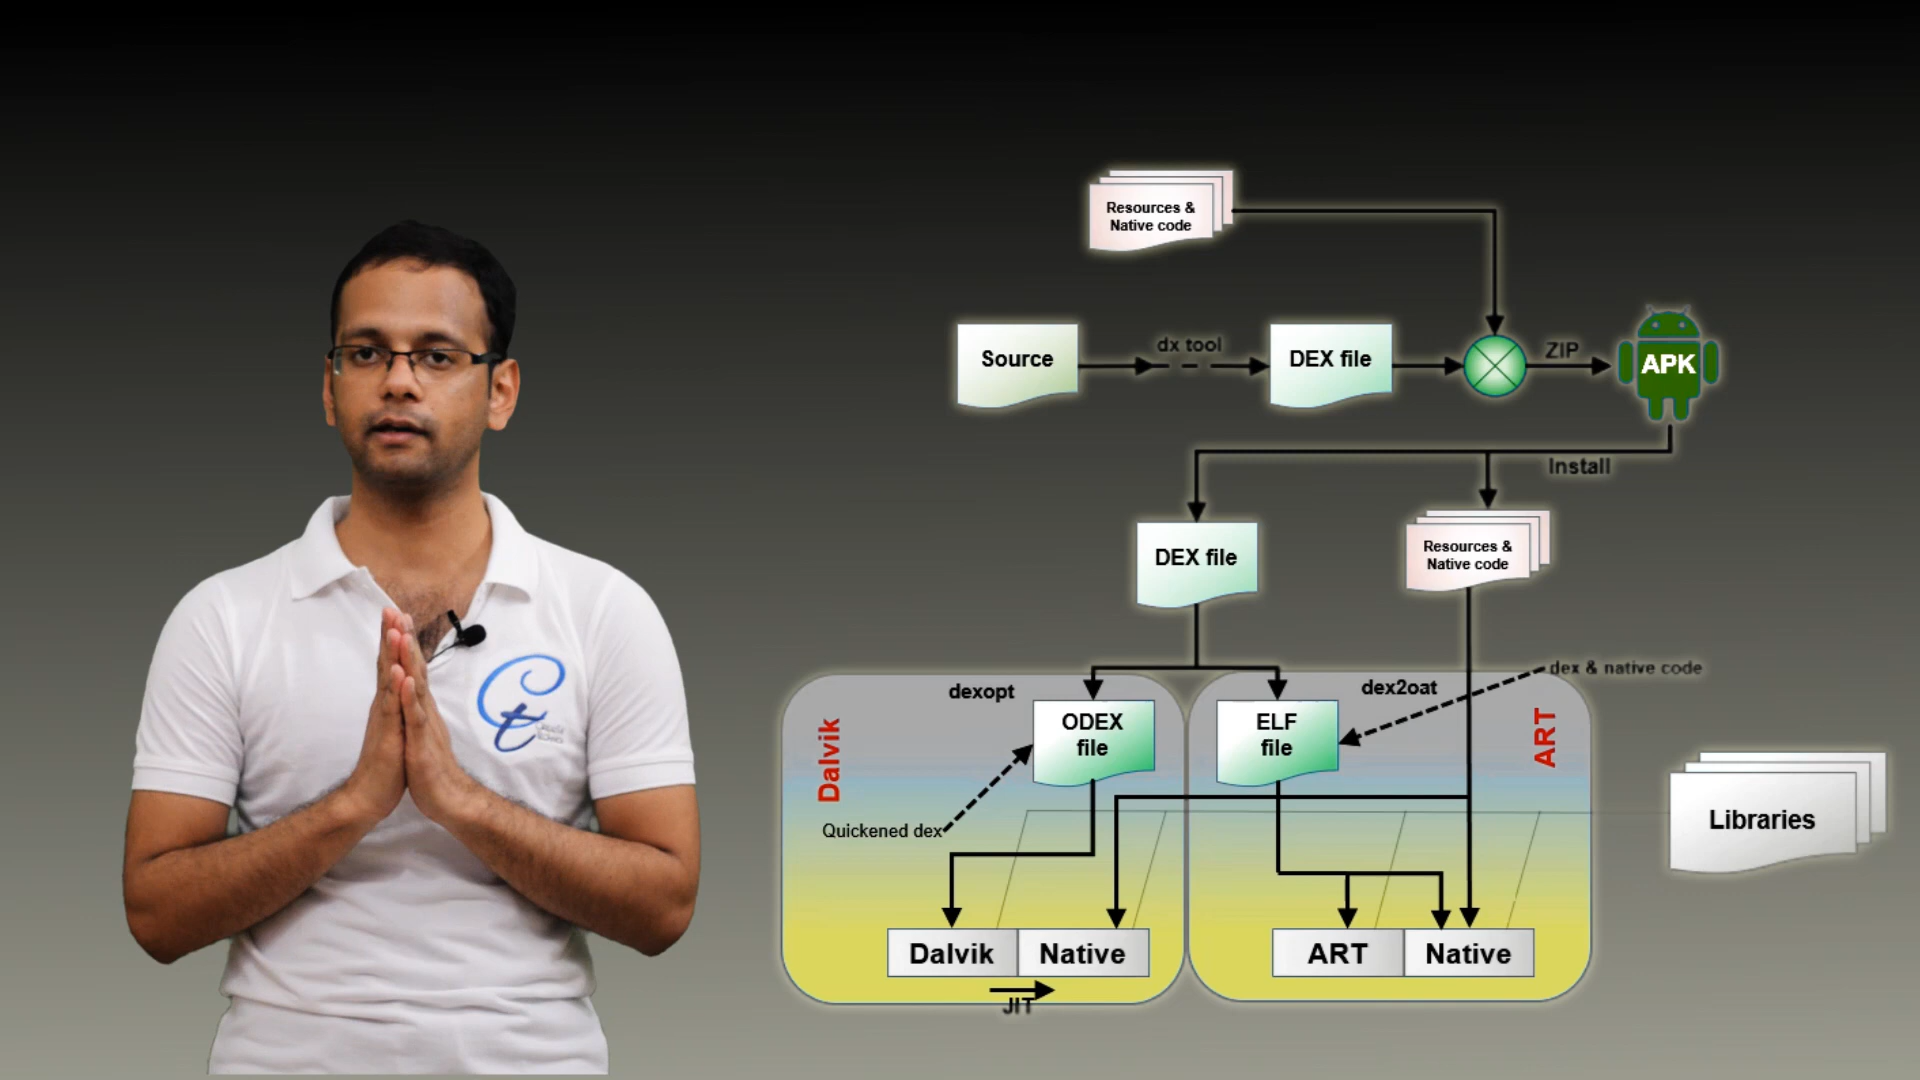 Resources &
Native code
Source
dx tool
DEX file
ZIP
APK
Install
DEX file
Resources &
Native code
dexopt
dex2oat
dex & native code
Dalvik
ODEX
file
ELF
file
ART
Quickened dex
Libraries
Dalvik
Native
ART
Native
JIT